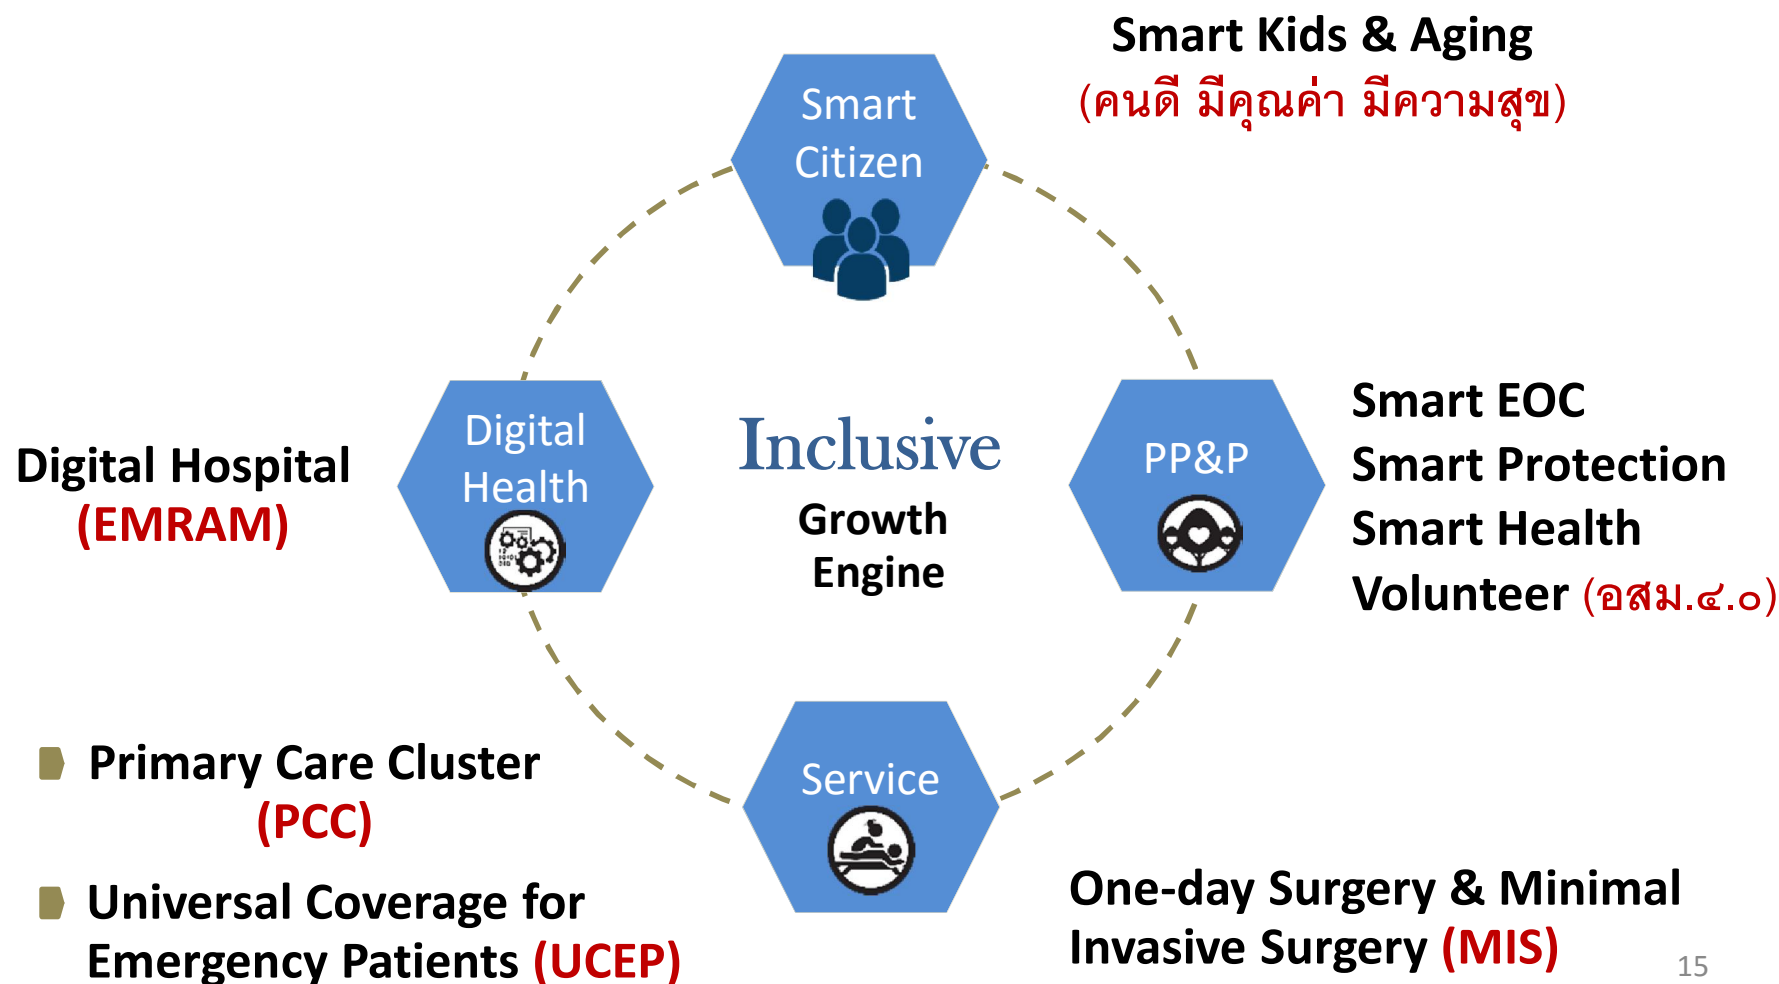 Smart Kids & Aging
(คนดี มีคุณค่า มีความสุข)
Smart
Citizen
Digital
Health
Digital Hospital
(EMRAM)
Inclusive
Growth
Engine
PP&P
Smart EOC
Smart Protection
Smart Health
Volunteer (อสม.๔.๐)
Service
Primary Care Cluster
(PCC)
Universal Coverage for
Emergency Patients (UCEP)
One-day Surgery & Minimal
Invasive Surgery (MIS)
15